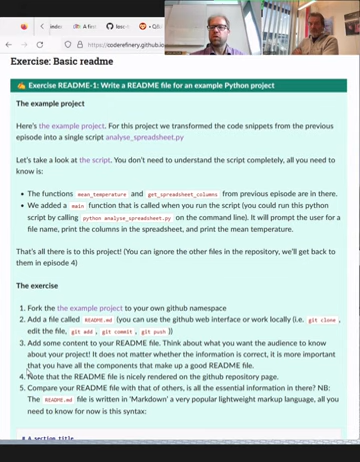 index
A fi
https://coderefinery.github.io
Exercise: Basic readme
Exercise README-1: Write a README file for an example Python project
The example project
Here's the example project. For this project we transformed the code snippets from the previous
episode into a single script analyse_spreadsheet.py
Let's take a look at the script. You don't need to understand the script completely, all you need to
know is:
The functions mean_temperature and get_spreadsheet_columns from previous episode are in there.
We added a main function that is called when you run the script (you could run this python
script by calling python analyse_spreadsheet.py on the command line). It will prompt the user for a
file name, print the columns in the spreadsheet, and print the mean temperature.
That's all there is to this project! (You can ignore the other files in the repository, we'll get back to
them in episode 4)
The exercise
1. Fork the the example project to your own github namespace
2. Add a file called README.md (you can use the github web interface or work locally (i.e. git clone ,
edit the file, git add , git commit , git push ))
3. Add some content to your README file. Think about what you want the audience to know
about your project! It does not matter whether the information is correct, it is more important
that you have all the components that make up a good README file.
4. Note that the README file is nicely rendered on the github repository page.
5. Compare your README file with that of others, is all the essential information in there? NB:
The README.md file is written in 'Markdown' a very popular lightweight markup language, all you
need to know for now is this syntax:
# A section title